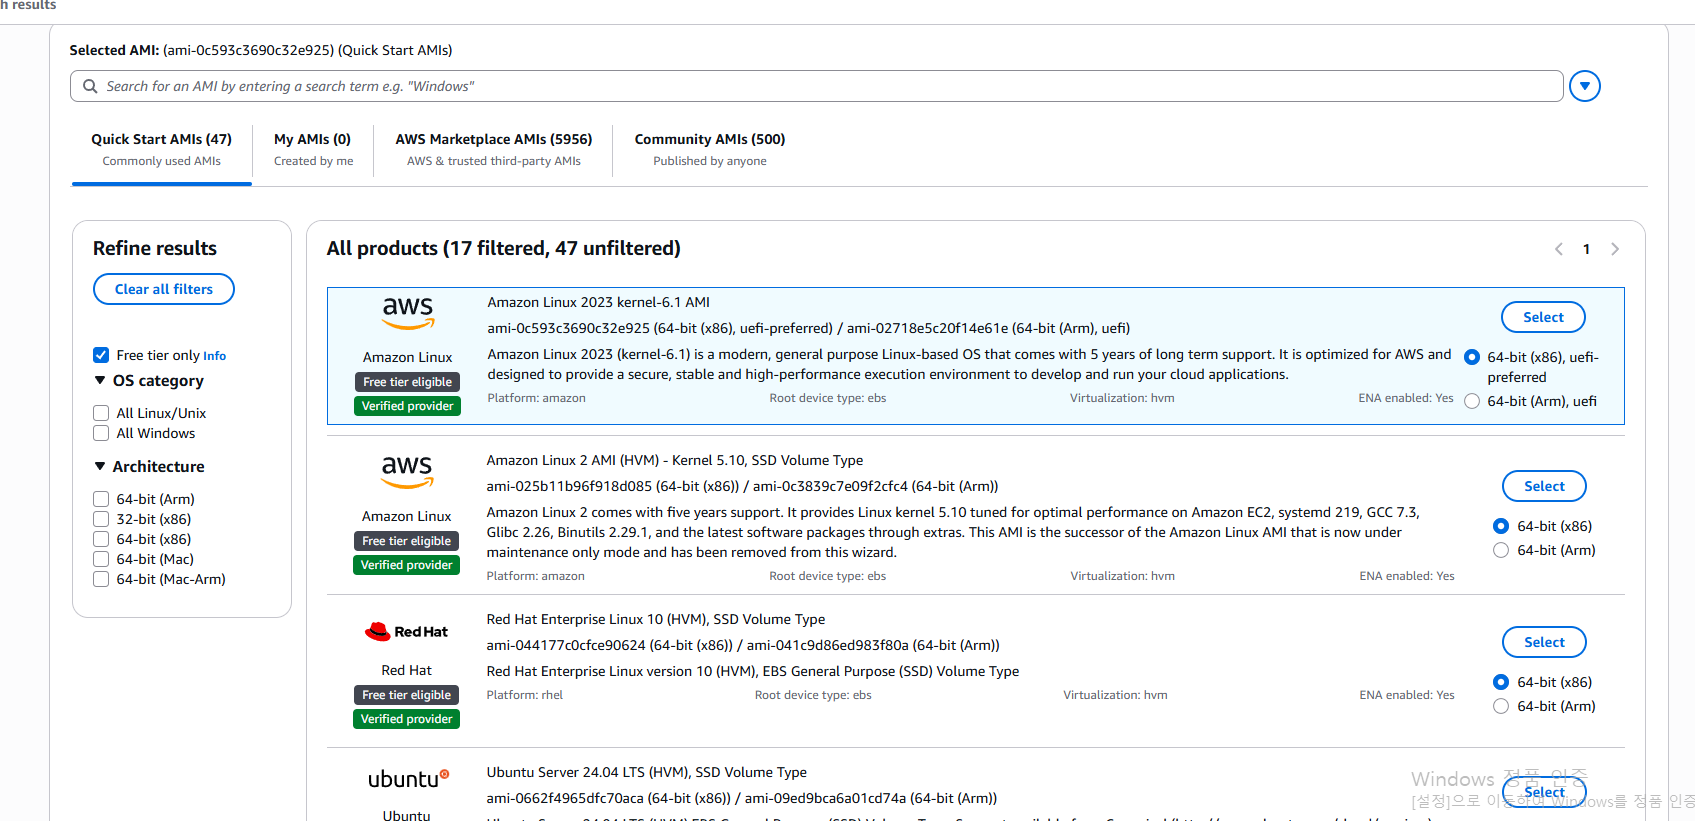 h results
Selected AMI: (ami-0c593c3690c32e925) (Quick Start AMIs)
Search for an AMI by entering a search term e.g. "Windows"
Quick Start AMIs (47)
Commonly used AMIs
My AMIs (0)
Created by me
AWS Marketplace AMIs (5956)
AWS & trusted third-party AMIs
Community AMIs (500)
Published by anyone
Refine results
Clear all filters
Free tier only Info
OS category
All Linux/Unix
All Windows
Architecture
64-bit (Arm)
32-bit (x86)
64-bit (x86)
64-bit (Mac)
64-bit (Mac-Arm)
All products (17 filtered, 47 unfiltered)
1
aws
Amazon Linux
Free tier eligible
Verified provider
Amazon Linux 2023 kernel-6.1 AMI
ami-0c593c3690c32e925 (64-bit (x86), uefi-preferred) / ami-02718e5c20f14e61e (64-bit (Arm), uefi)
Amazon Linux 2023 (kernel-6.1) is a modern, general purpose Linux-based OS that comes with 5 years of long term support. It is optimized for AWS and
designed to provide a secure, stable and high-performance execution environment to develop and run your cloud applications.
Platform: amazon Root device type: ebs Virtualization: hvm ENA enabled: Yes
Select
64-bit (x86), uefi-
preferred
64-bit (Arm), uefi
aws
Amazon Linux
Free tier eligible
Verified provider
Amazon Linux 2 AMI (HVM) - Kernel 5.10, SSD Volume Type
ami-025b11b96f918d085 (64-bit (x86)) / ami-0c3839c7e09f2cfc4 (64-bit (Arm))
Amazon Linux 2 comes with five years support. It provides Linux kernel 5.10 tuned for optimal performance on Amazon EC2, systemd 219, GCC 7.3,
Glibc 2.26, Binutils 2.29.1, and the latest software packages through extras. This AMI is the successor of the Amazon Linux AMI that is now under
maintenance only mode and has been removed from this wizard.
Platform: amazon Root device type: ebs Virtualization: hvm ENA enabled: Yes
Select
64-bit (x86)
64-bit (Arm)
Red Hat
Red Hat
Free tier eligible
Verified provider
Red Hat Enterprise Linux 10 (HVM), SSD Volume Type
ami-044177c0cfce90624 (64-bit (x86)) / ami-041c9d86ed983f80a (64-bit (Arm))
Red Hat Enterprise Linux version 10 (HVM), EBS General Purpose (SSD) Volume Type
Platform: rhel Root device type: ebs Virtualization: hvm ENA enabled: Yes
Select
64-bit (x86)
64-bit (Arm)
ubuntu
Ubuntu
Ubuntu Server 24.04 LTS (HVM), SSD Volume Type
ami-0662f4965dfc70aca (64-bit (x86)) / ami-09ed9bca6a01cd74a (64-bit (Arm))
Select
Windows 정품 인증
[설정]으로 이동하여 Windows를 정품 인증